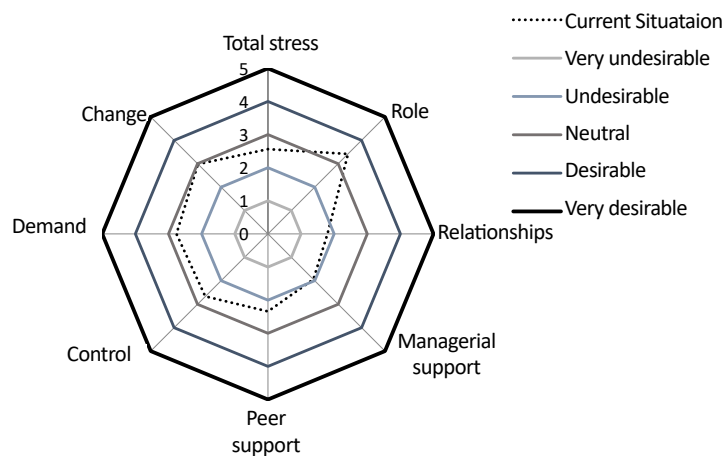 Current Situataion
Very undesirable
Undesirable
Neutral
Desirable
Very desirable
Total stress
Role
Relationships
Managerial
support
Peer
support
Control
Demand
Change
5
4
3
2
1
0